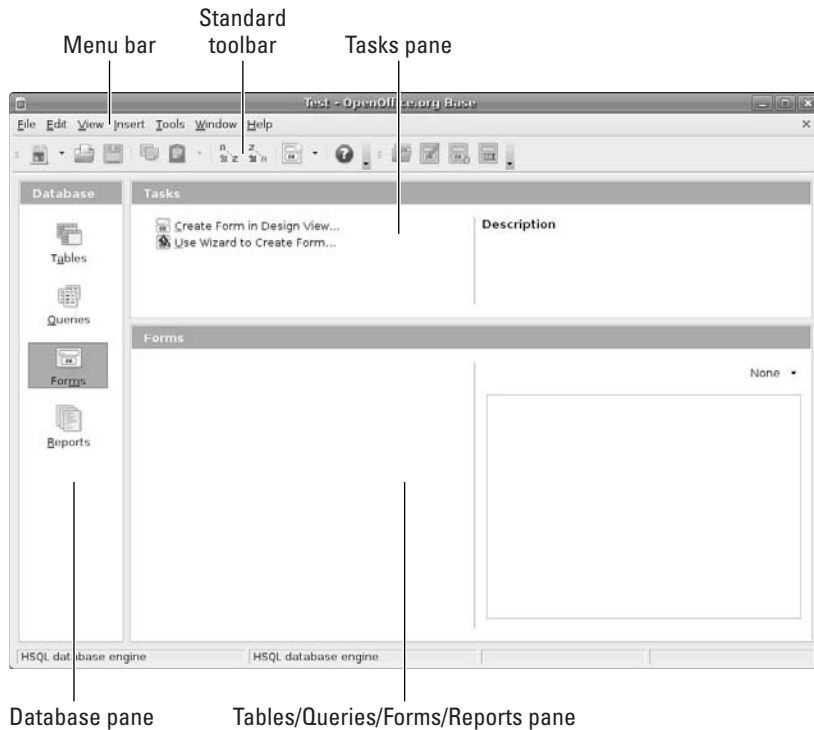 Standard
Menu bar toolbar Tasks pane
Test - OpenOffice.org Base
File Edit View Insert Tools Window Help
Database Tasks
Create Form in Design View...
Use Wizard to Create Form...
Description
Tables
Queries
Forms
Forms
None
Reports
HSQL database engine HSQL database engine
Database pane Tables/Queries/Forms/Reports pane